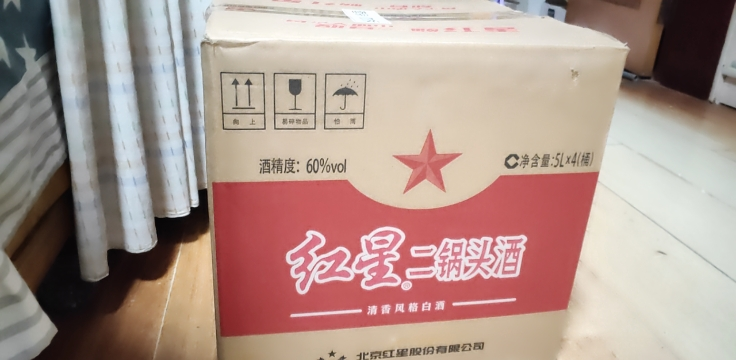 向上
易碎物品
怕湿
酒精度：60%vol
净含量:5L×4(桶)
红星®二锅头酒
清香风格白酒
北京红星股份有限公司